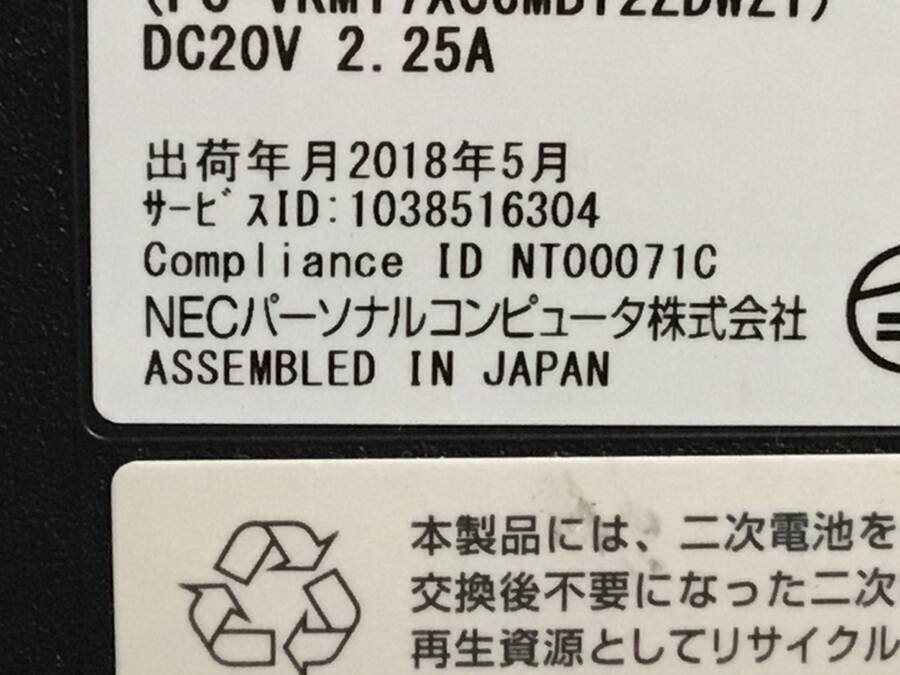 DC20V 2.25A
出荷年月2018年5月
サービスID:1038516304
Compliance ID NT00071C
NECパーソナルコンピュータ株式会社
ASSEMBLED IN JAPAN
本製品には、二次電池を
交換後不要になった二次
再生資源としてリサイクル